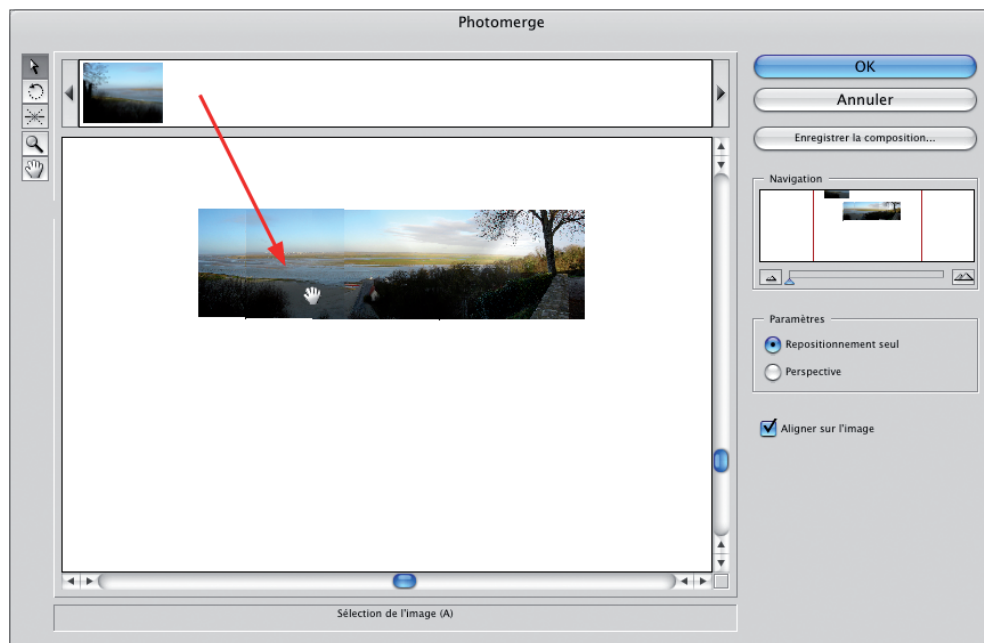 Photomerge
OK
Annuler
Enregistrer la composition...
Navigation
Paramètres
Repositionnement seul
Perspective
Aligner sur l'image
Sélection de l'image (A)